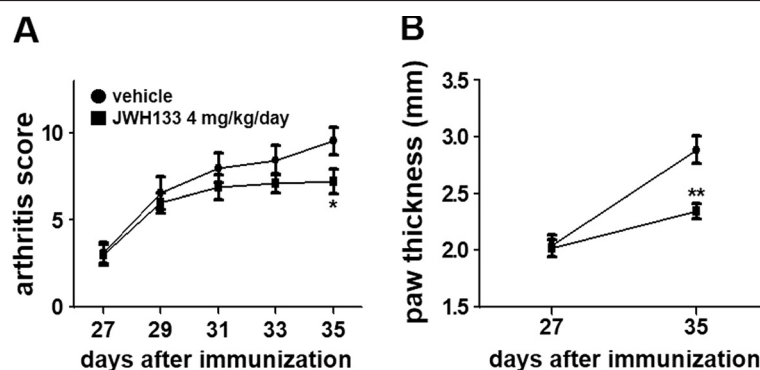 A
vehicle
JWH133 4 mg/kg/day
arthritis score
10
5
0
*
27 29 31 33 35
days after immunization
B
paw thickness (mm)
3.5
3.0
2.5
2.0
1.5
**
27 35
days after immunization